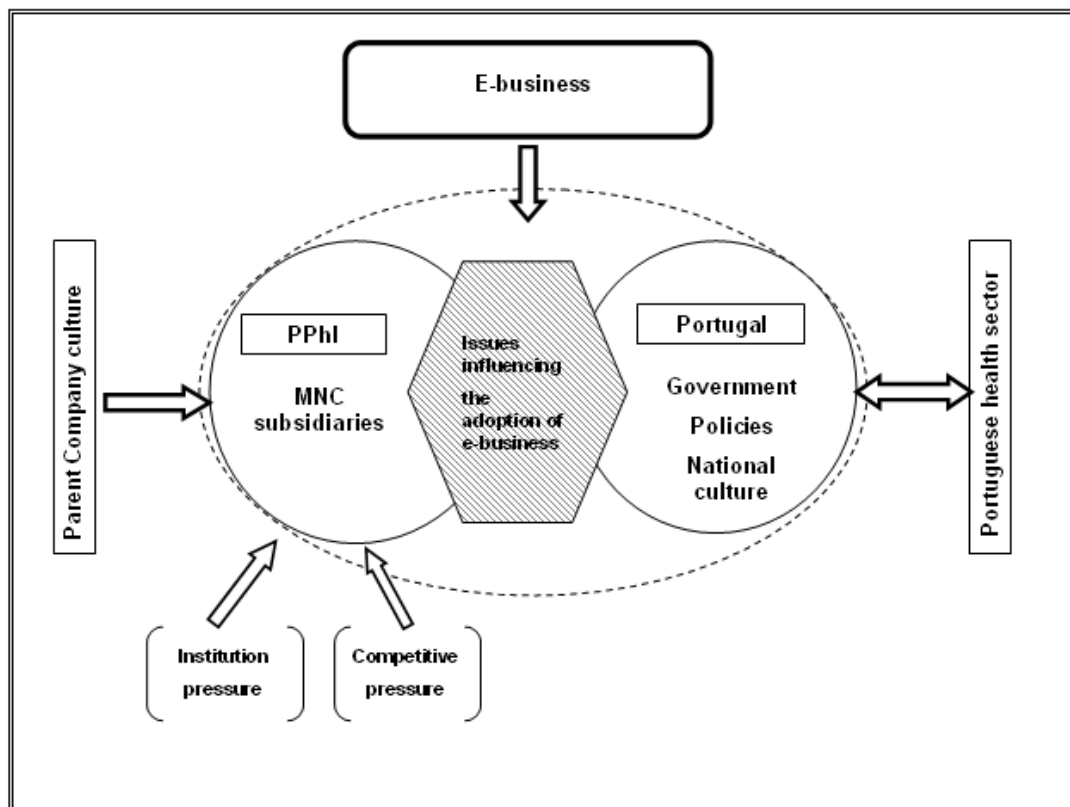 E-business
Parent Company culture
PPhI
MNC
subsidiaries
Issues
influencing
the
adoption of
e-business
Portugal
Government
Policies
National
culture
Portuguese health sector
Institution
pressure
Competitive
pressure